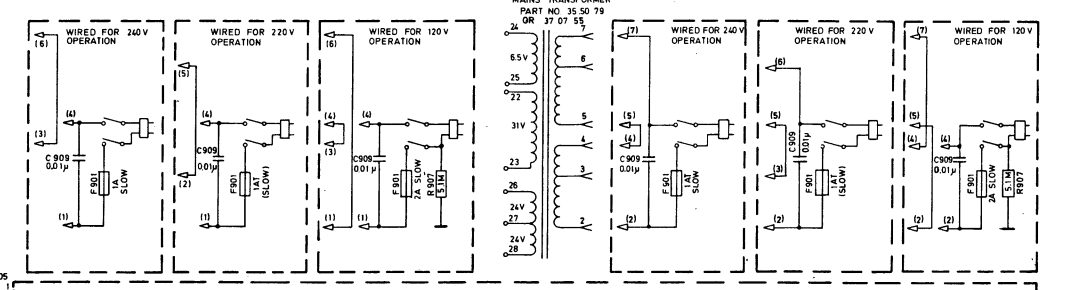 MAINS TRANSFORMER
PART NO 35 50 79
OR 37 07 55
WIRED FOR 240 V
OPERATION
(6)
(4)
(3)
C909
0,01µ
F901
1A
SLOW
(1)
WIRED FOR 220 V
OPERATION
(5)
(4)
C909
0,01µ
(2)
F901
1AT
(SLOW)
(1)
WIRED FOR 120 V
OPERATION
(6)
(4)
(4)
(3)
C909
0,01µ
F901
2A SLOW
5.1M
R907
(1)
(1)
24
6.5V
25
22
31V
23
26
24V
27
24V
28
7
6
5
4
3
2
WIRED FOR 240 V
OPERATION
(7)
(5)
(4)
C909
0,01µ
F901
1AT
SLOW
(2)
WIRED FOR 220 V
OPERATION
(6)
(5)
C909
0,01µ
(3)
F901
1AT
(SLOW)
(2)
WIRED FOR 120 V
OPERATION
(7)
(5)
(4)
(4)
C909
0,01µ
F901
2A SLOW
5.1M
R907
(2)
(2)
05
1